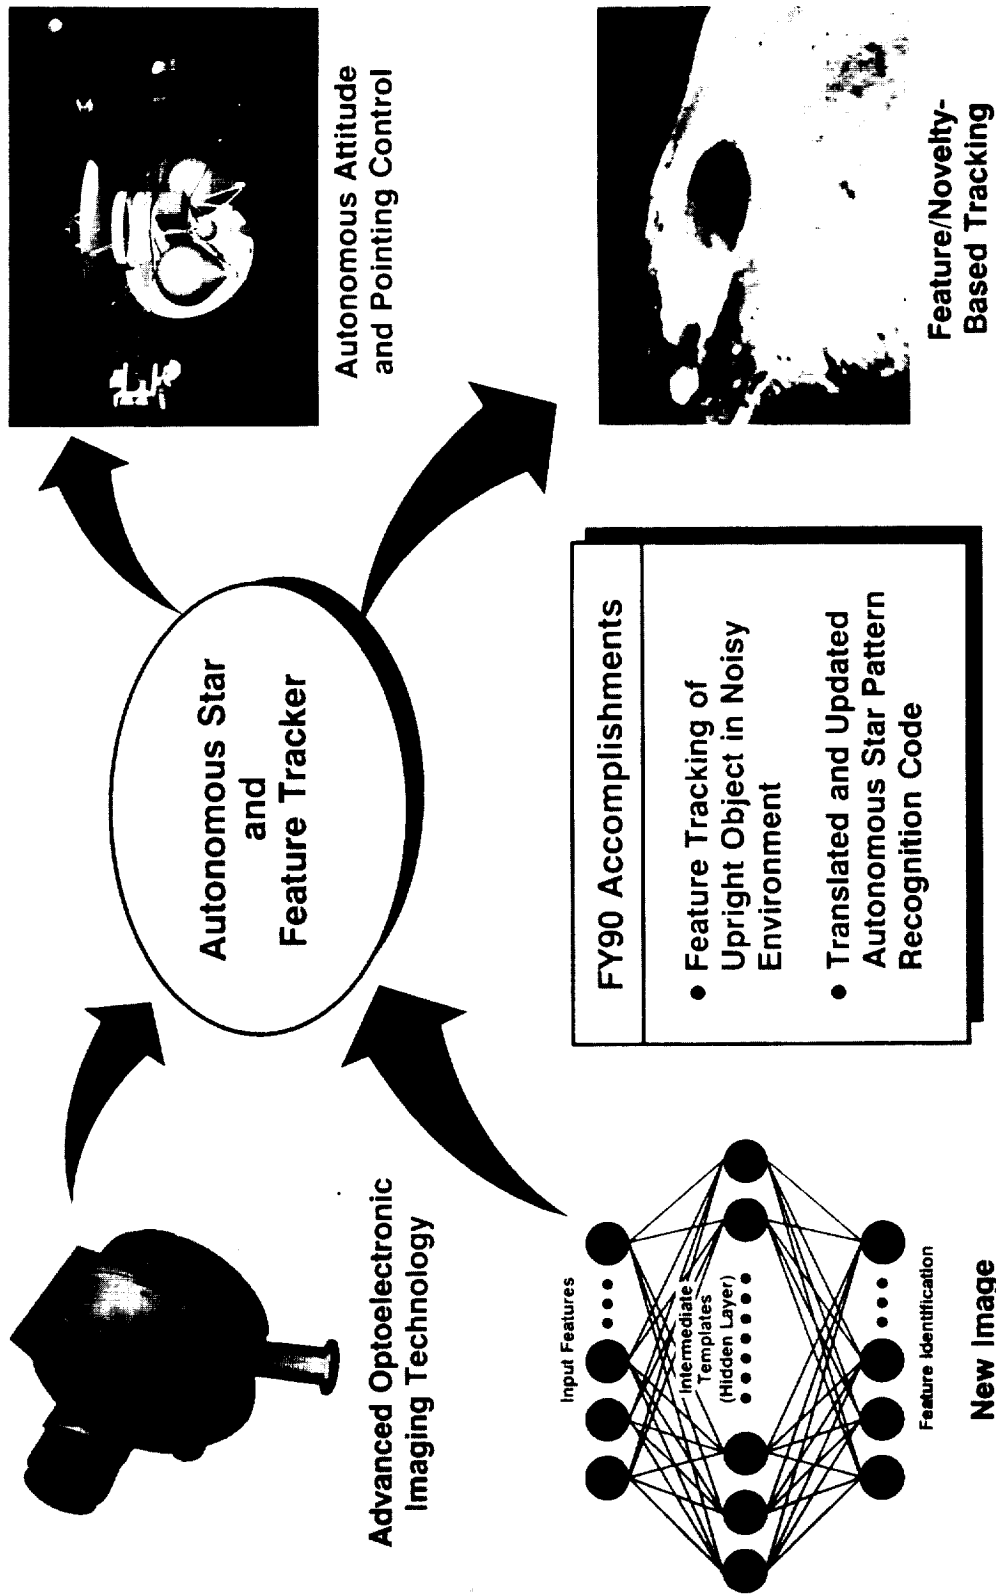 Advanced Optoelectronic
Imaging Technology
Autonomous Star
and
Feature Tracker
Autonomous Attitude
and Pointing Control
Input Features
Intermediate
Templates
(Hidden Layer)
Feature Identification
New Image
FY90 Accomplishments
● Feature Tracking of
Upright Object in Noisy
Environment
● Translated and Updated
Autonomous Star Pattern
Recognition Code
Feature/Novelty-
Based Tracking